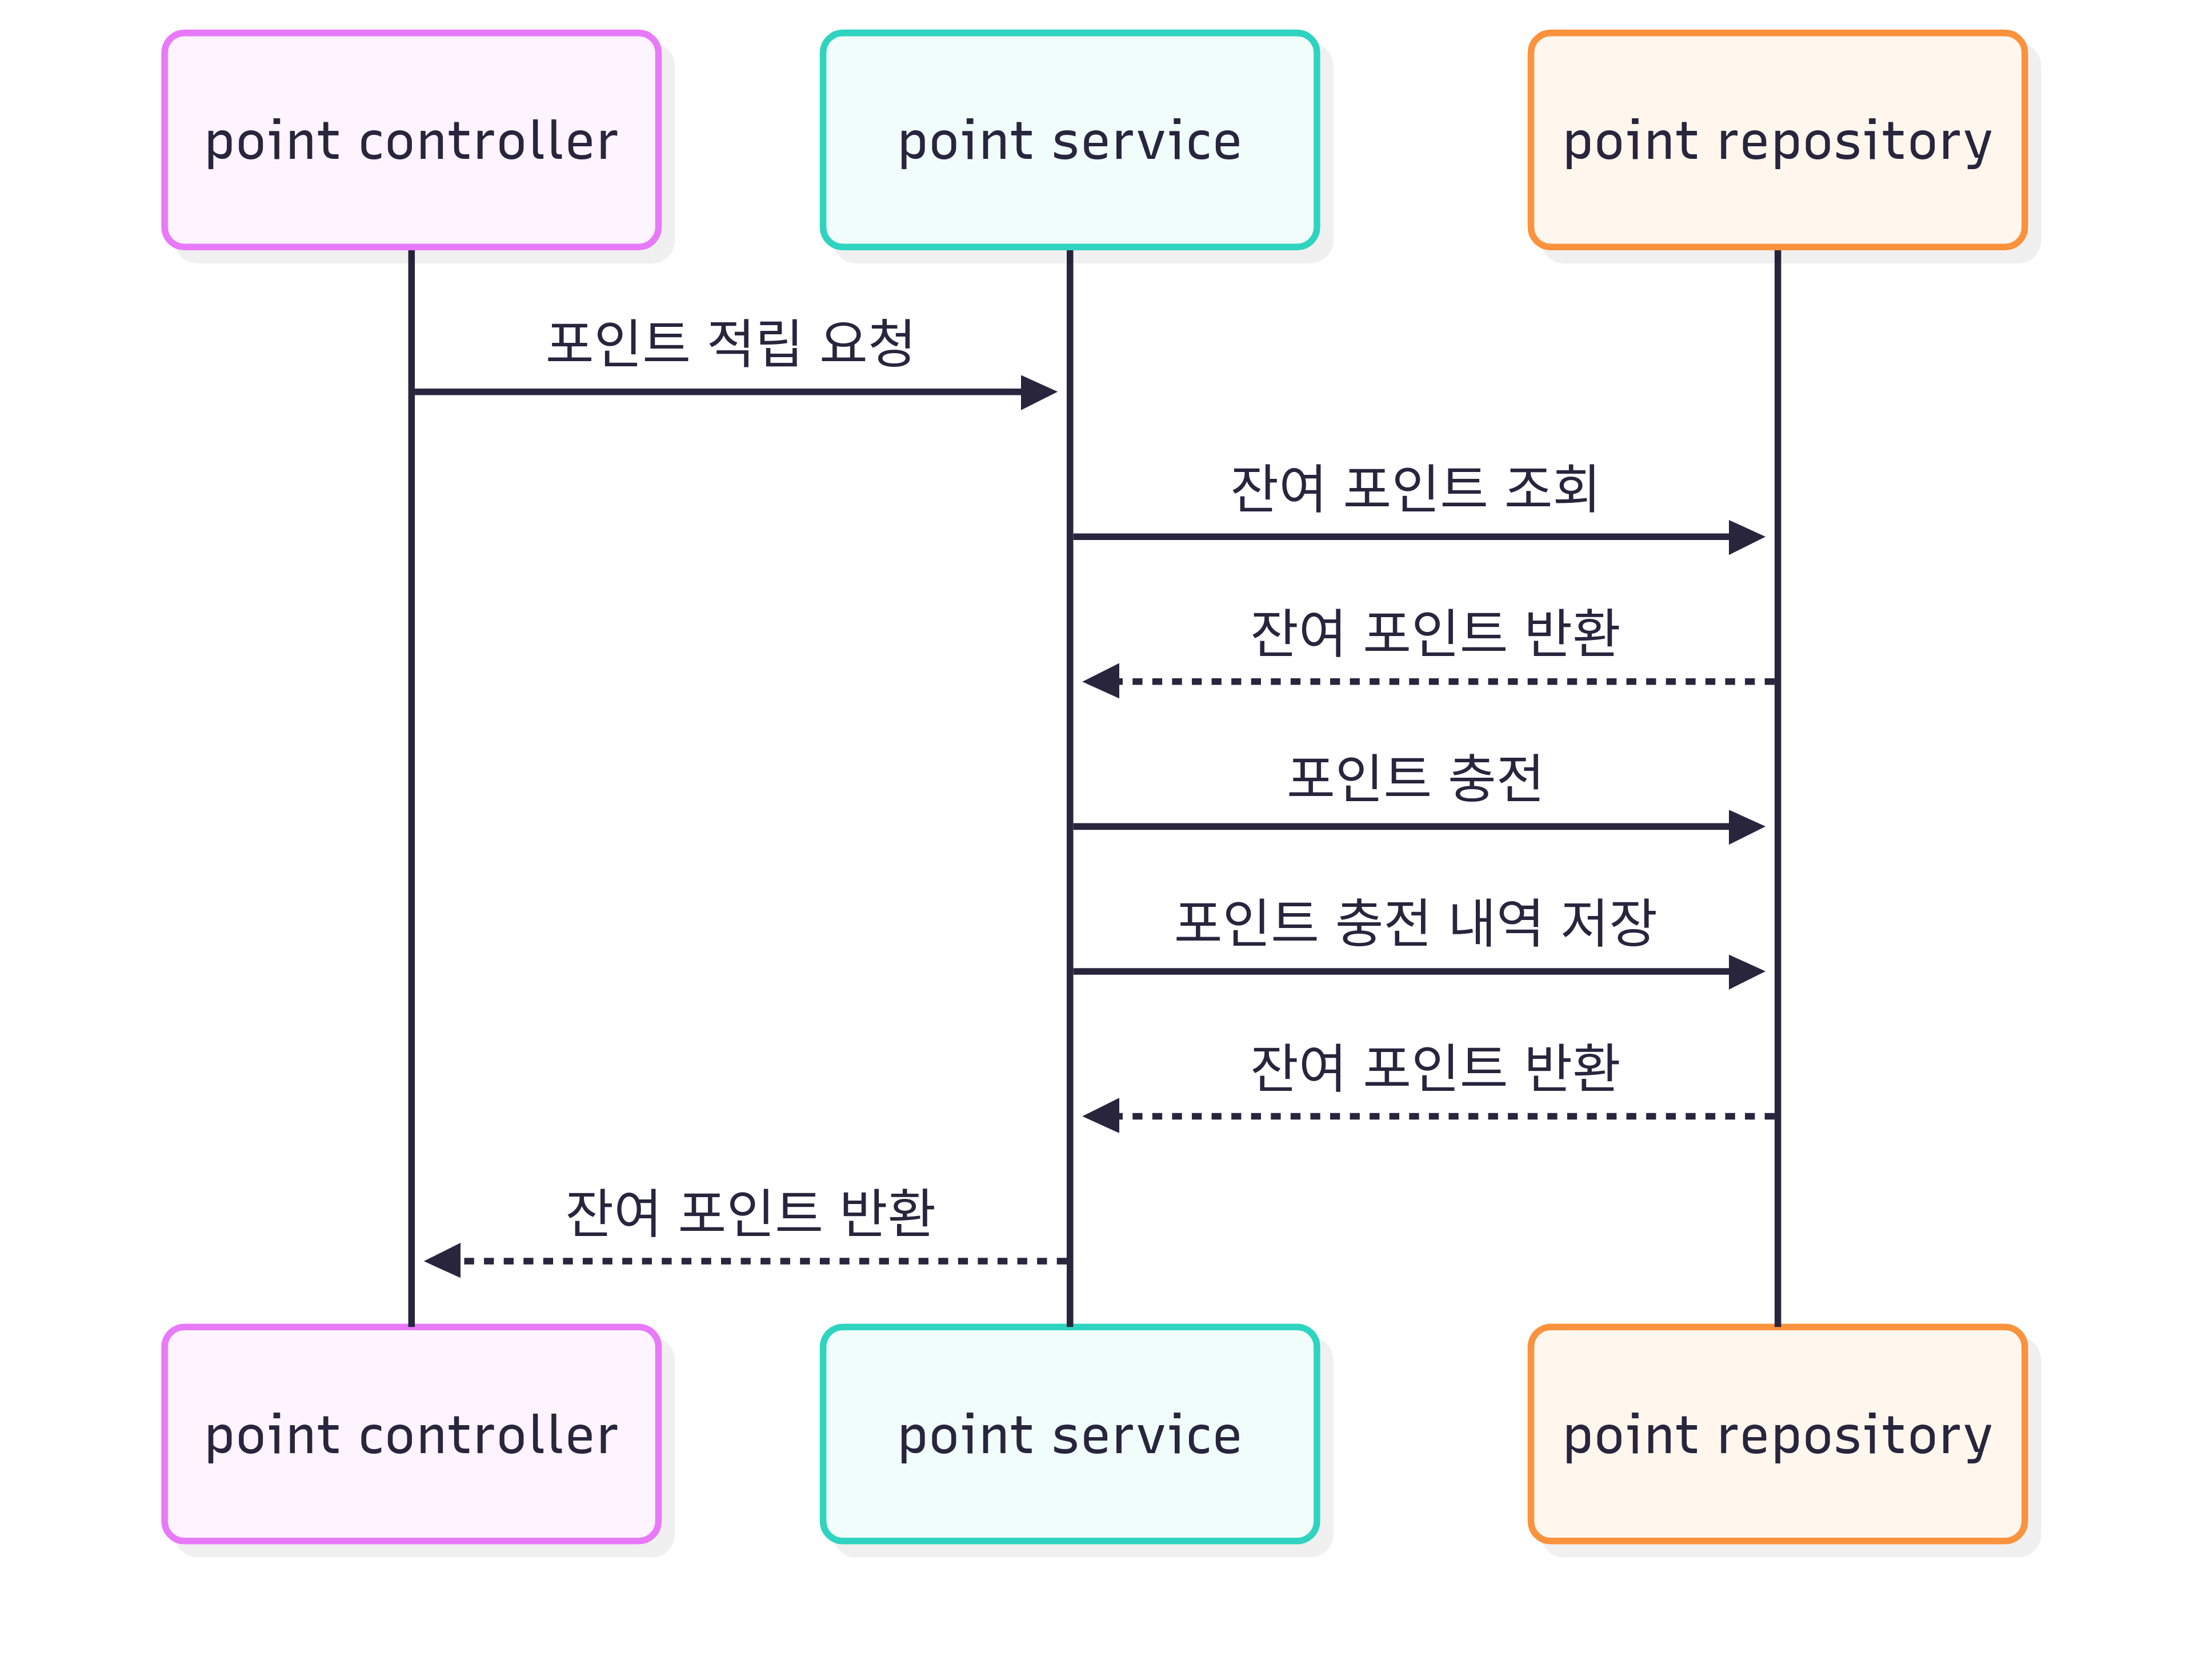 point controller
point service
point repository
포인트 적립 요청
잔여 포인트 조회
잔여 포인트 반환
포인트 충전
포인트 충전 내역 저장
잔여 포인트 반환
잔여 포인트 반환
point controller
point service
point repository